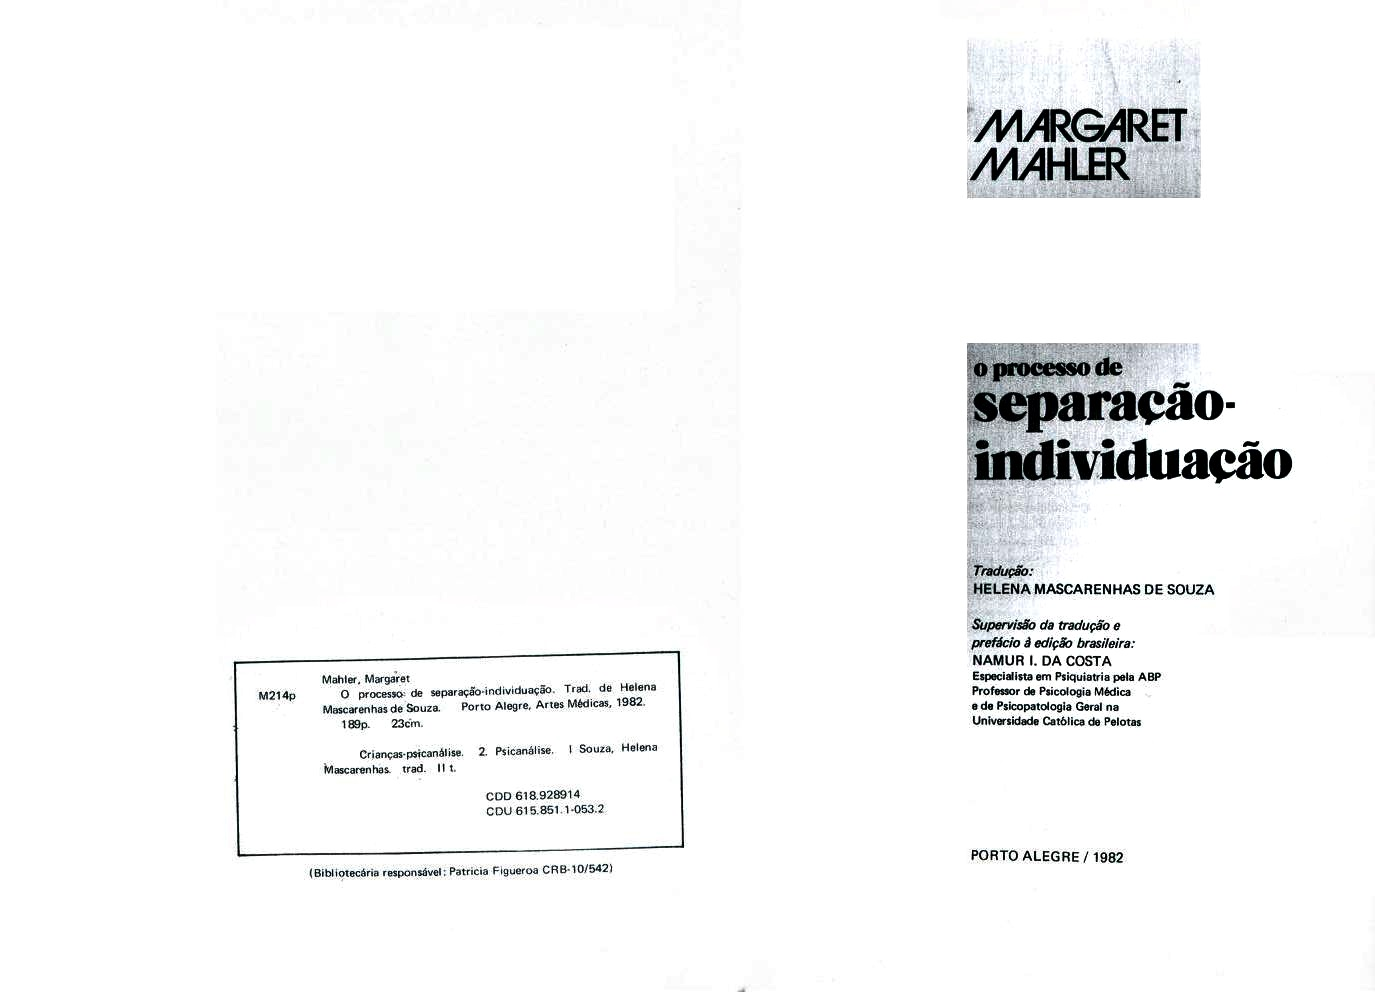 M214p
Mahler, Margaret
O processo de separação-individuação. Trad. de Helena
Mascarenhas de Souza. Porto Alegre, Artes Médicas, 1982.
189p. 23cm.
Crianças-psicanálise. 2. Psicanálise. I Souza, Helena
Mascarenhas. trad. II t.
CDD 618.928914
CDU 615.851.1-053.2
(Bibliotecária responsável: Patricia Figueroa CRB-10/542)
MARGARET
MAHLER
o processo de
separação-
individuação
Tradução:
HELENA MASCARENHAS DE SOUZA
Supervisão da tradução e
prefácio à edição brasileira:
NAMUR I. DA COSTA
Especialista em Psiquiatria pela ABP
Professor de Psicologia Médica
e de Psicopatologia Geral na
Universidade Católica de Pelotas
PORTO ALEGRE / 1982